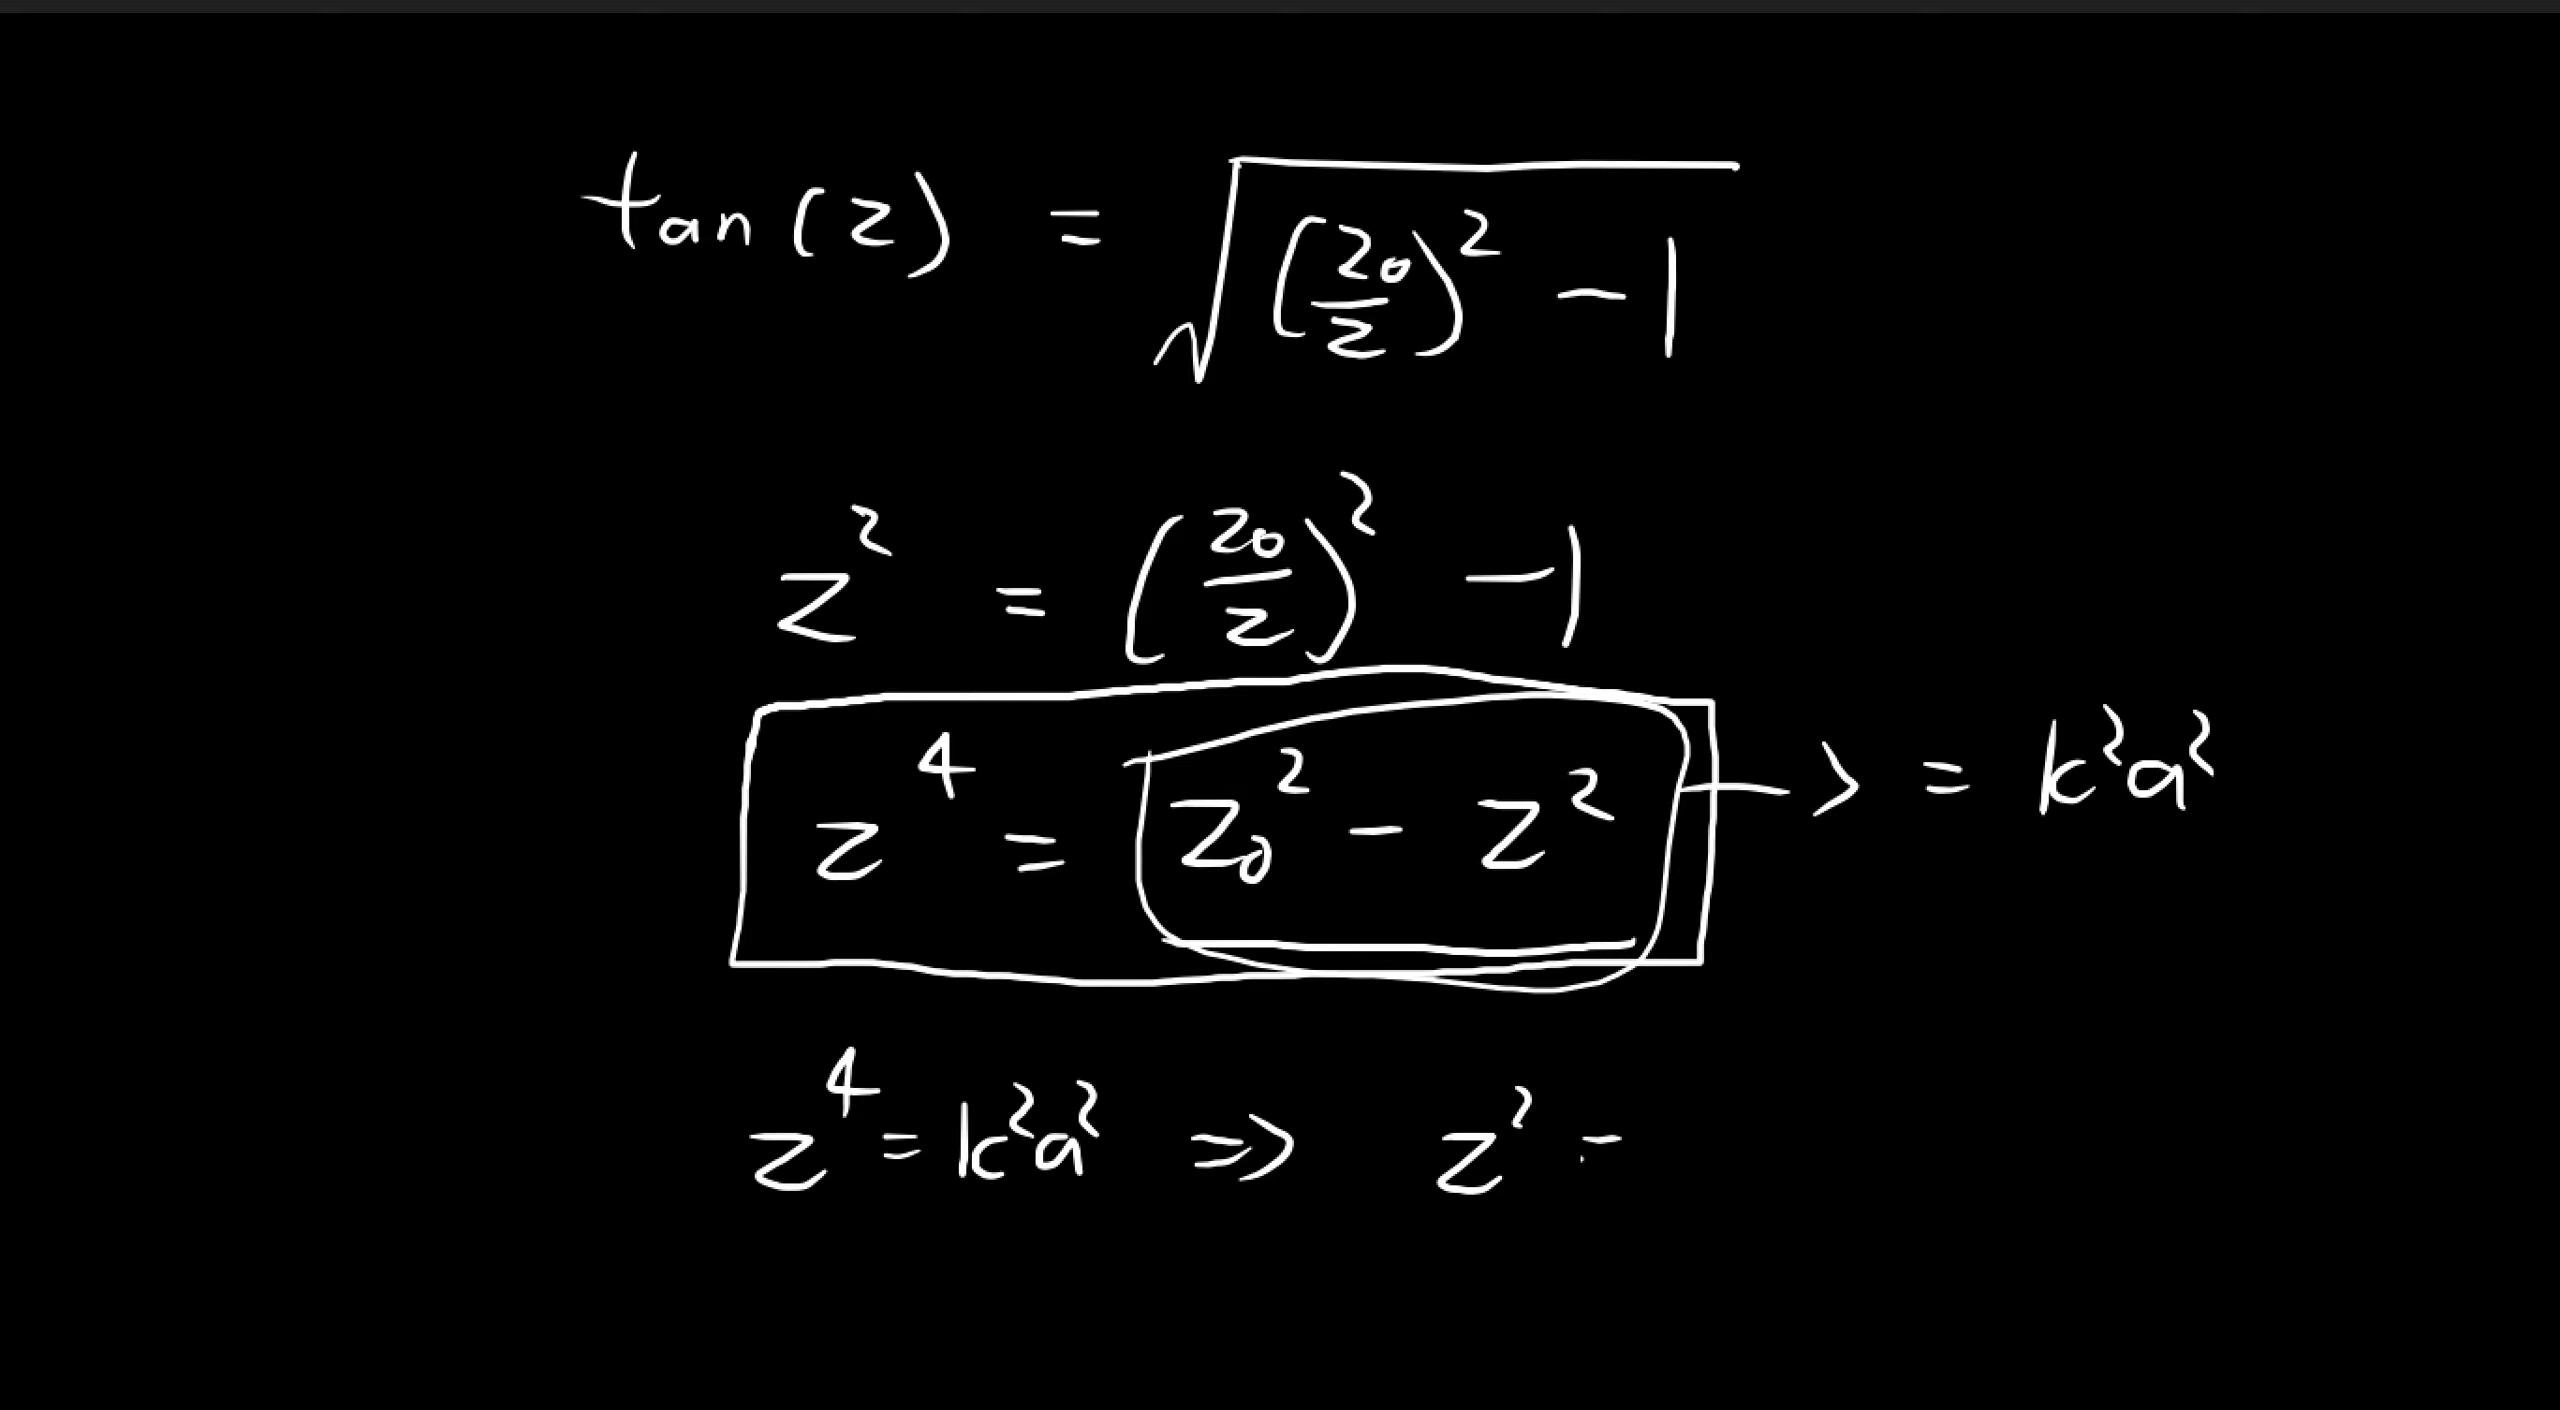 tan(z) = √((z₀/z)² - 1)
z² = (z₀/z)² - 1
z⁴ = z₀² - z² -> = k²a²
z⁴ = k²a² => z² =